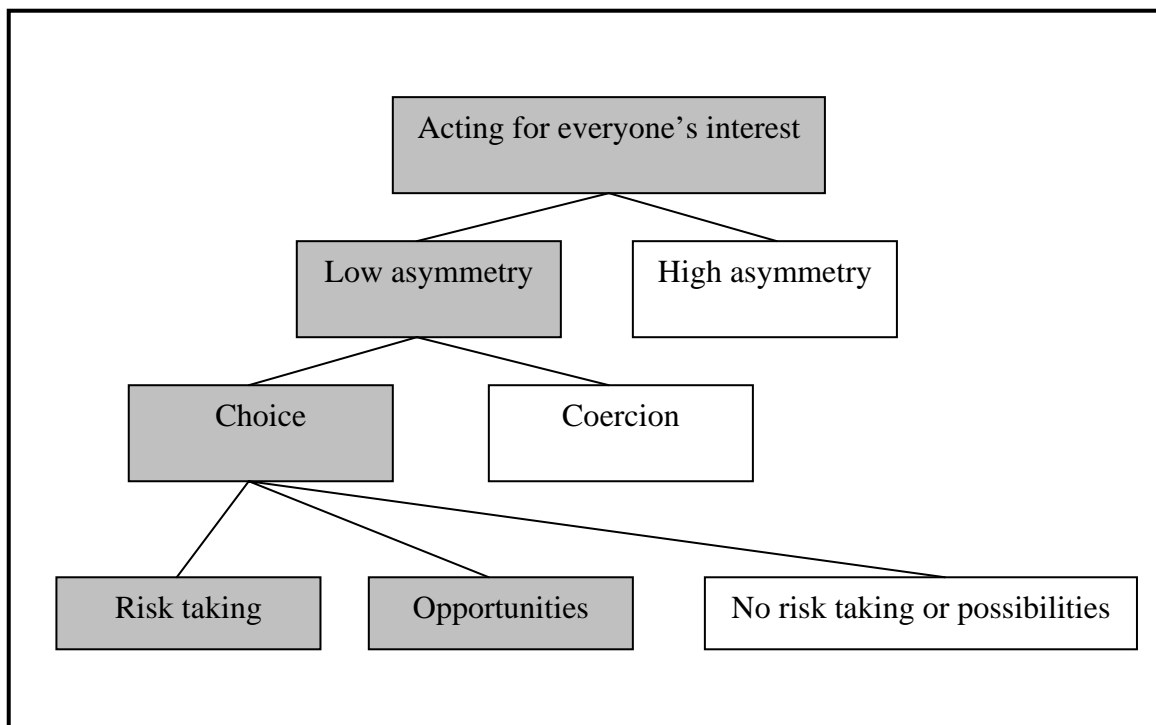 Acting for everyone’s interest
Low asymmetry
High asymmetry
Choice
Coercion
Risk taking
Opportunities
No risk taking or possibilities